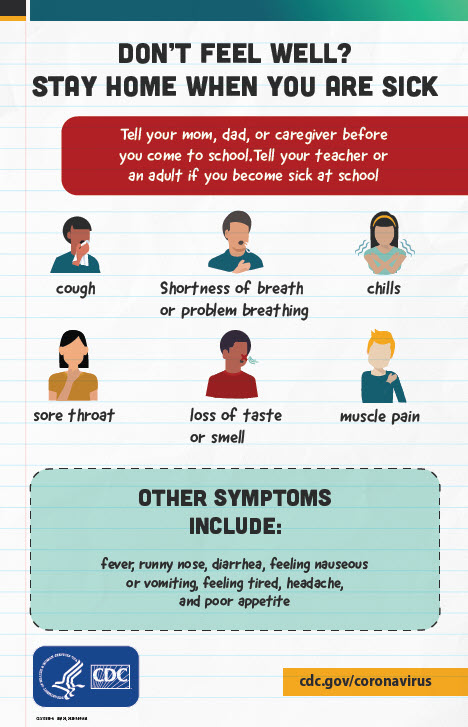 DON'T FEEL WELL?
STAY HOME WHEN YOU ARE SICK
Tell your mom, dad, or caregiver before
you come to school.Tell your teacher or
an adult if you become sick at school
cough
Shortness of breath
or problem breathing
chills
sore throat
loss of taste
or smell
muscle pain
OTHER SYMPTOMS
INCLUDE:
fever, runny nose, diarrhea, feeling nauseous
or vomiting, feeling tired, headache,
and poor appetite
CDC
cdc.gov/coronavirus